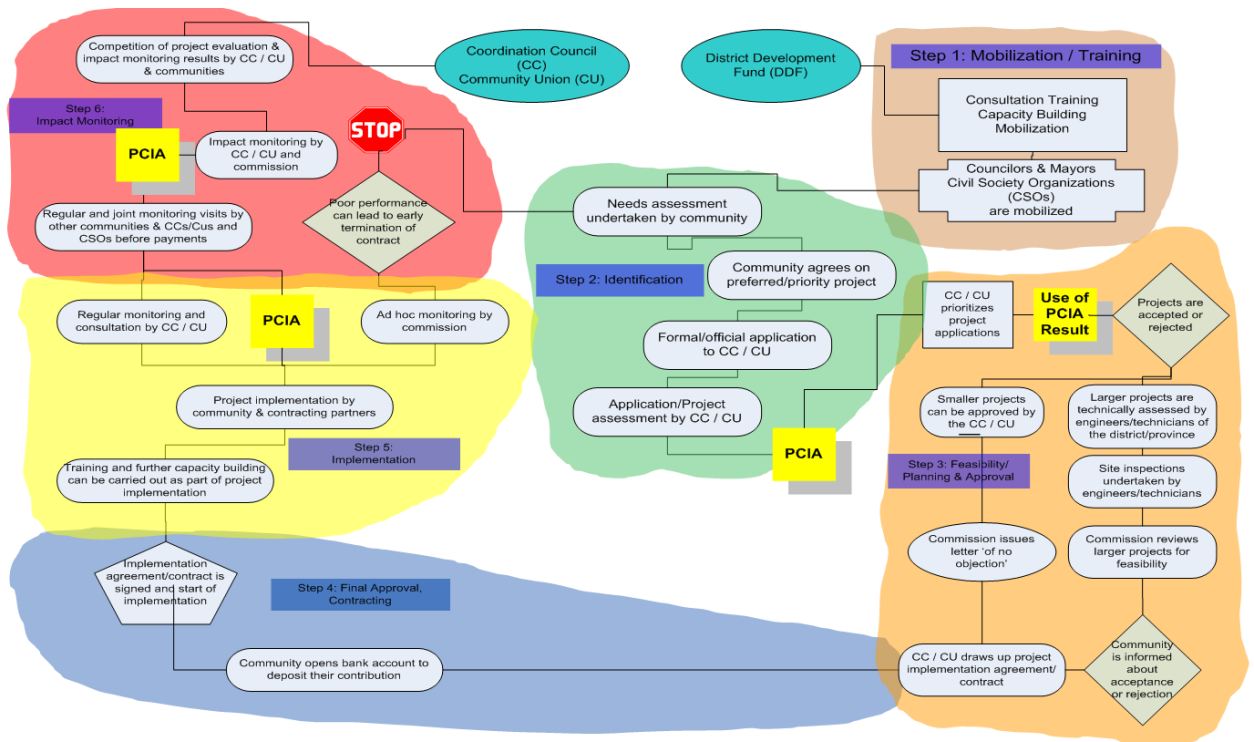 Competition of project evaluation &
impact monitoring results by CC / CU
& communities
Coordination Council
(CC)
Community Union (CU)
District Development
Fund (DDF)
Step 1: Mobilization / Training
Consultation Training
Capacity Building
Mobilization
Councilors & Mayors
Civil Society Organizations
(CSOs)
are mobilized
Step 6:
Impact Monitoring
PCIA
Impact monitoring by
CC / CU and
commission
STOP
Poor performance
can lead to early
termination of
contract
Regular and joint monitoring visits by
other communities & CCs/Cus and
CSOs before payments
Needs assessment
undertaken by community
Step 2: Identification
Community agrees on
preferred/priority project
Formal/official application
to CC / CU
Application/Project
assessment by CC / CU
PCIA
Regular monitoring and
consultation by CC / CU
PCIA
Ad hoc monitoring by
commission
Project implementation by
community & contracting partners
Step 5:
Implementation
Training and further capacity building
can be carried out as part of project
implementation
CC / CU
prioritizes
project
applications
Use of
PCIA
Result
Projects are
accepted or
rejected
Smaller projects
can be approved by
the CC / CU
Larger projects are
technically assessed by
engineers/technicians of
the district/province
Step 3: Feasibility/
Planning & Approval
Site inspections
undertaken by
engineers/technicians
Commission issues
letter 'of no
objection'
Commission reviews
larger projects for
feasibility
Community
is informed
about
acceptance
or rejection
CC / CU draws up project
implementation agreement/
contract
Implementation
agreement/contract is
signed and start of
implementation
Step 4: Final Approval,
Contracting
Community opens bank account to
deposit their contribution